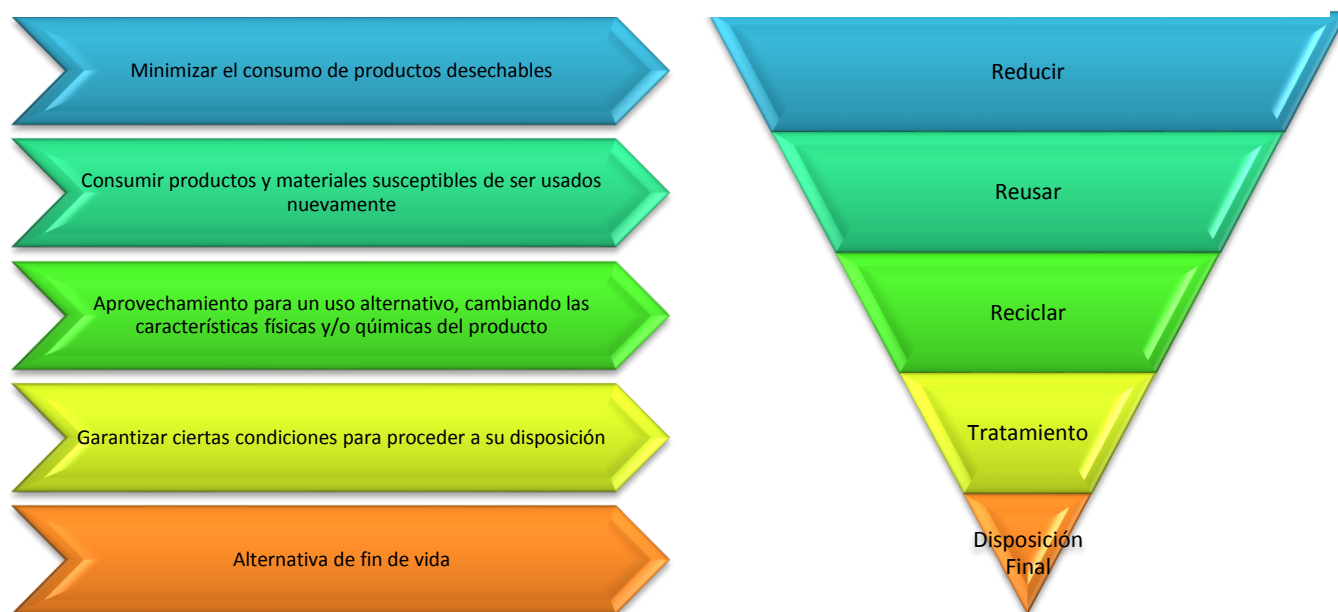 Minimizar el consumo de productos desechables
Reducir
Consumir productos y materiales susceptibles de ser usados
nuevamente
Reusar
Aprovechamiento para un uso alternativo, cambiando las
características físicas y/o qúimicas del producto
Reciclar
Garantizar ciertas condiciones para proceder a su disposición
Tratamiento
Alternativa de fin de vida
Disposición
Final